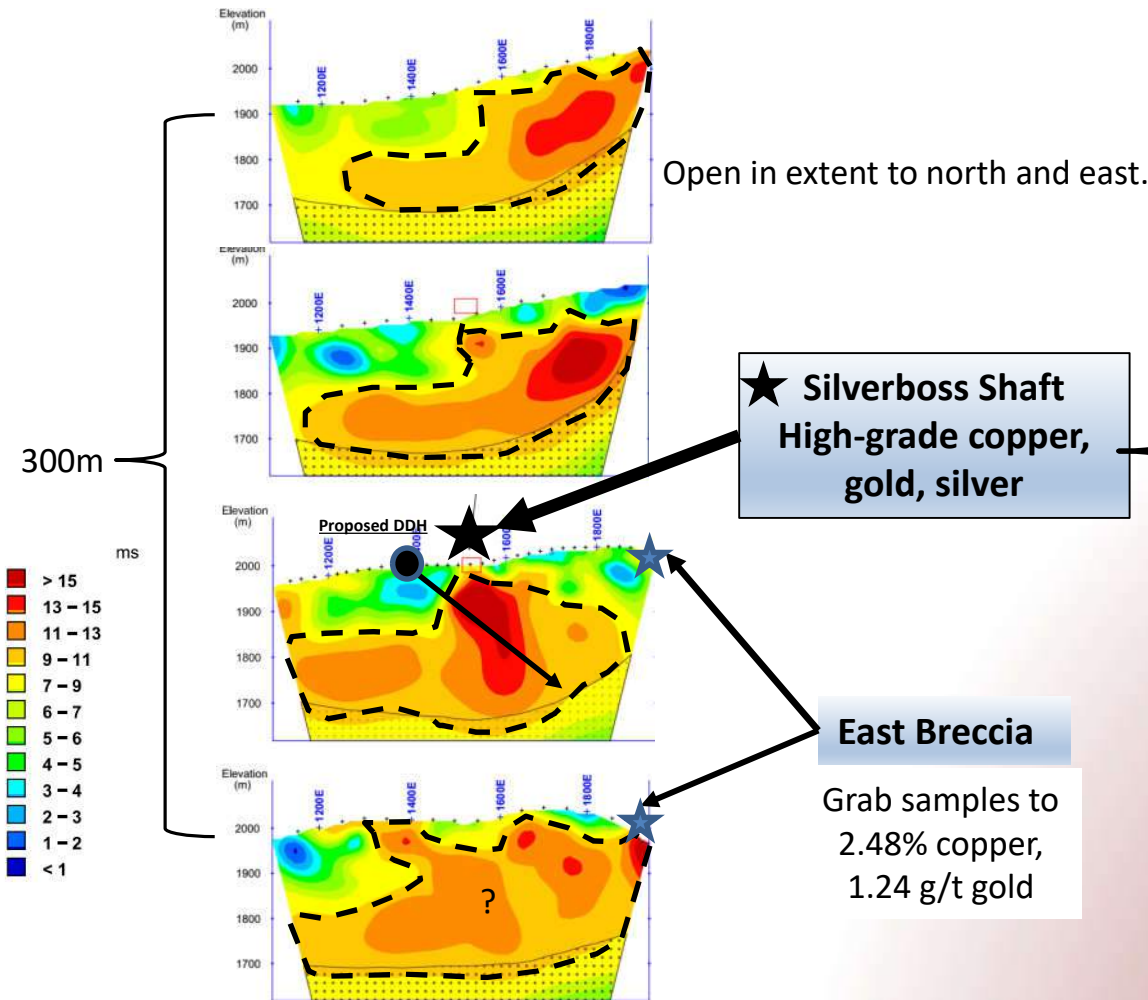 Elevation
(m)
2000
1900
1800
1700
1200E
1400E
1600E
1800E
Open in extent to north and east.
Elevation
(m)
2000
1900
1800
1700
1200E
1400E
1600E
300m
Silverboss Shaft
High-grade copper,
gold, silver
Proposed DDH
2000
1900
1800
1700
1200E
1400E
1600E
1800E
ms
> 15
13 – 15
11 – 13
9 – 11
7 – 9
6 – 7
5 – 6
4 – 5
3 – 4
2 – 3
1 – 2
< 1
East Breccia
Grab samples to
2.48% copper,
1.24 g/t gold
Elevation
(m)
2000
1900
1800
1700
1200E
1400E
1600E
1800E
?